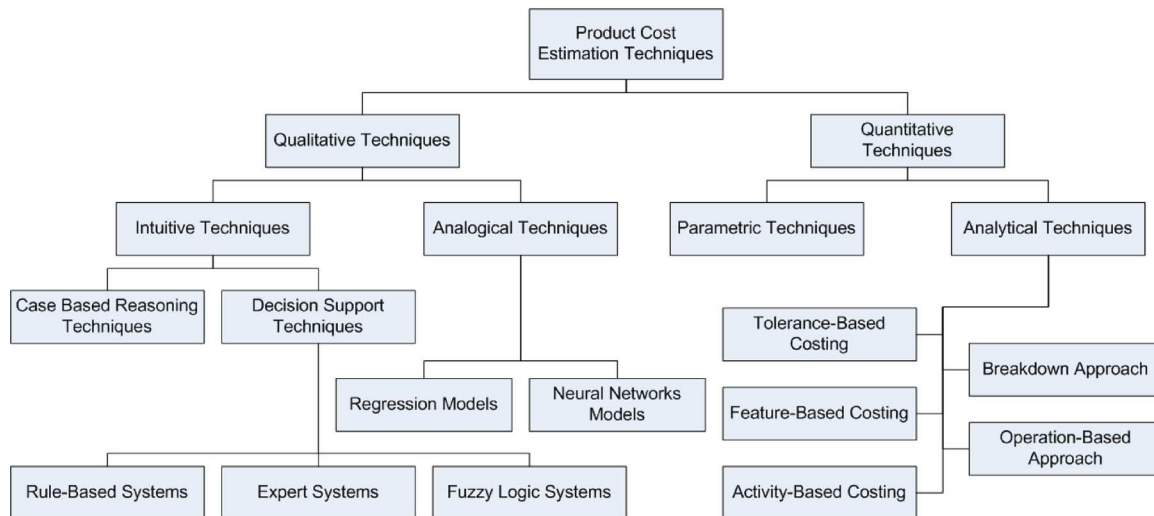 Product Cost
Estimation Techniques
Qualitative Techniques
Quantitative
Techniques
Intuitive Techniques
Analogical Techniques
Parametric Techniques
Analytical Techniques
Case Based Reasoning
Techniques
Decision Support
Techniques
Tolerance-Based
Costing
Breakdown Approach
Regression Models
Neural Networks
Models
Feature-Based Costing
Operation-Based
Approach
Rule-Based Systems
Expert Systems
Fuzzy Logic Systems
Activity-Based Costing